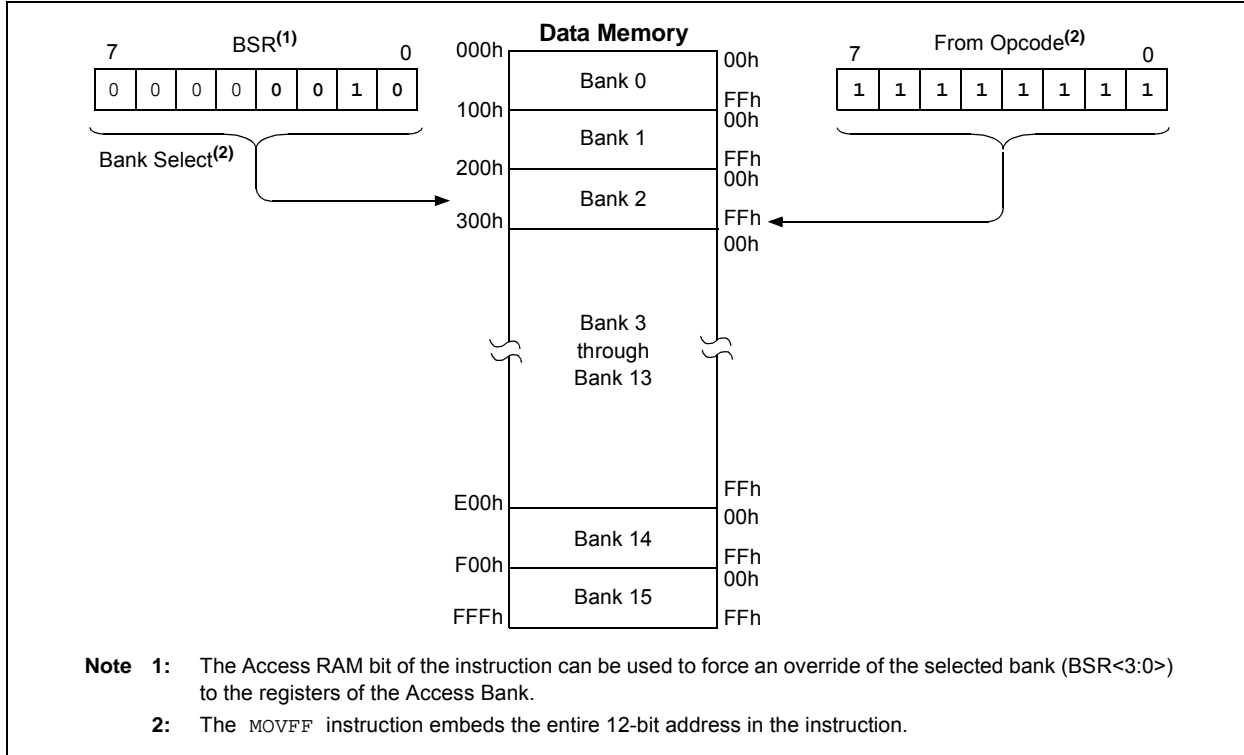 Data Memory
7 BSR(1) 0
0 0 0 0 0 0 1 0
Bank Select(2)
000h
100h
200h
300h
E00h
F00h
FFFh
Bank 0
Bank 1
Bank 2
Bank 3
through
Bank 13
Bank 14
Bank 15
00h
FFh
00h
FFh
00h
FFh
00h
FFh
00h
FFh
00h
FFh
7 From Opcode(2) 0
1 1 1 1 1 1 1 1
Note 1: The Access RAM bit of the instruction can be used to force an override of the selected bank (BSR<3:0>)
to the registers of the Access Bank.
2: The MOVFF instruction embeds the entire 12-bit address in the instruction.